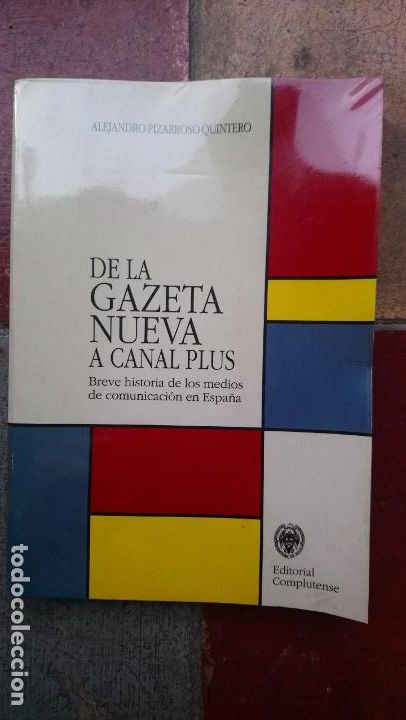 ALEJANDRO PIZARROSO QUINTERO
DE LA
GAZETA
NUEVA
A CANAL PLUS
Breve historia de los medios
de comunicación en España
Editorial
Complutense
todocoleccion.net